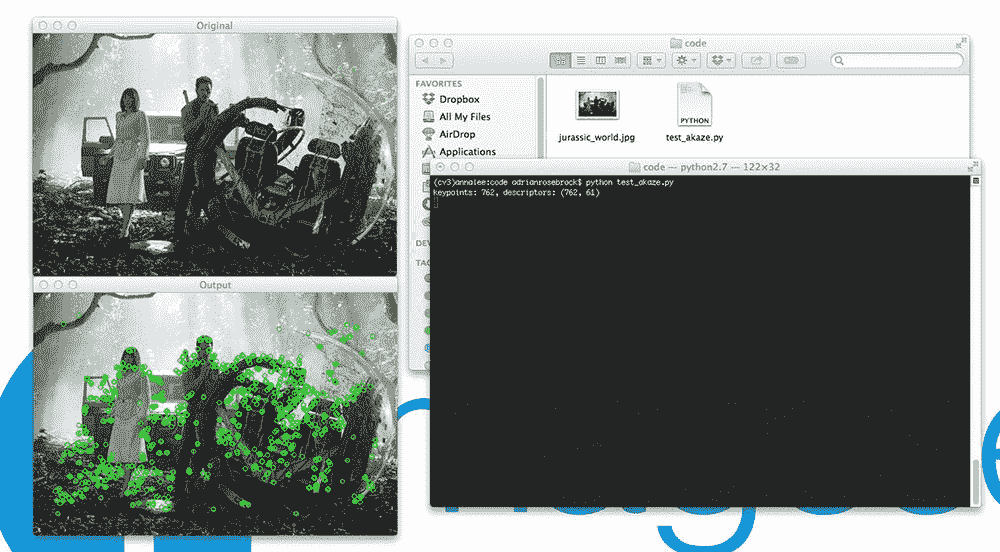 Original
Output
code
FAVORITES
Dropbox
All My Files
AirDrop
Applications
DEV
TAG
PYTHON
jurassic_world.jpg
test_akaze.py
code — python2.7 — 122×32
(cv3)annalee:code adrianrosebrock$ python test_akaze.py
keypoints: 762, descriptors: (762, 61)